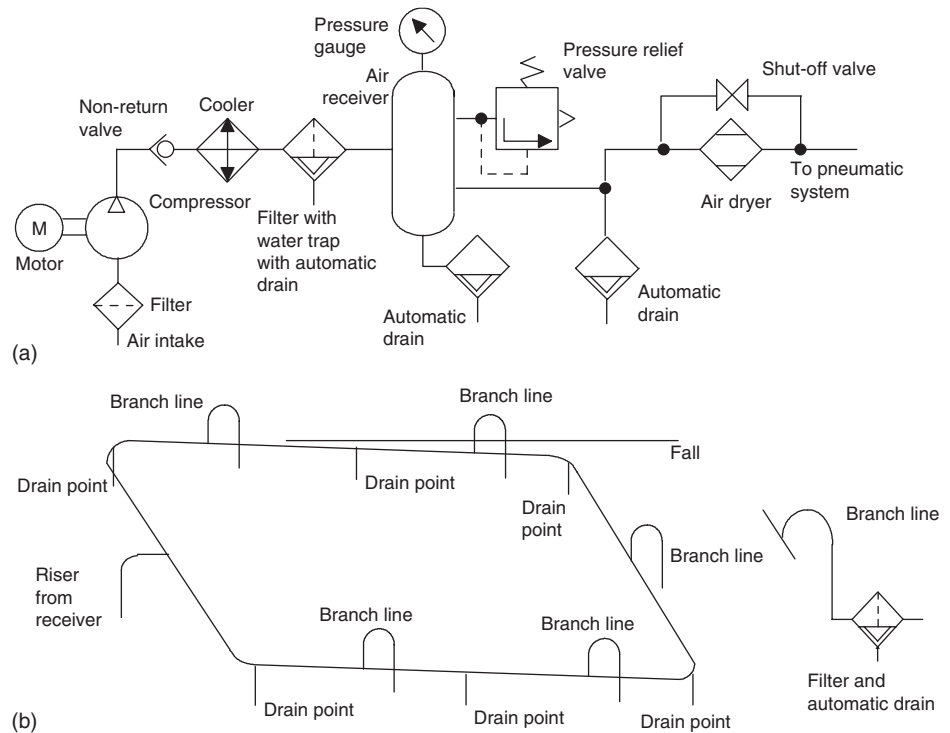 Pressure
gauge
Air
receiver
Pressure relief
valve
Shut-off valve
Non-return
valve
Cooler
Compressor
Filter with
water trap
with automatic
drain
To pneumatic
system
Air dryer
M
Motor
Filter
Air intake
Automatic
drain
Automatic
drain
(a)
Branch line
Branch line
Fall
Drain point
Drain point
Drain
point
Branch line
Branch line
Riser
from
receiver
Branch line
Branch line
Filter and
automatic drain
Drain point
Drain point
Drain point
(b)